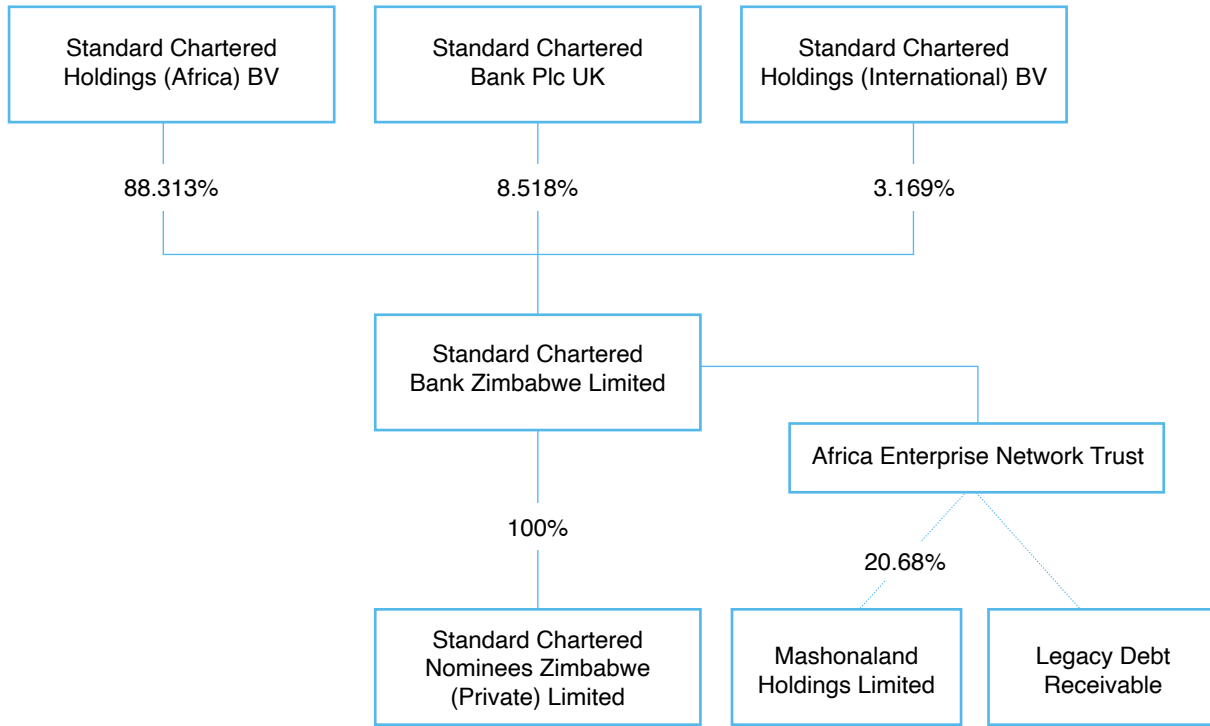 Standard Chartered
Holdings (Africa) BV
Standard Chartered
Bank Plc UK
Standard Chartered
Holdings (International) BV
88.313%
8.518%
3.169%
Standard Chartered
Bank Zimbabwe Limited
Africa Enterprise Network Trust
100%
20.68%
Standard Chartered
Nominees Zimbabwe
(Private) Limited
Mashonaland
Holdings Limited
Legacy Debt
Receivable